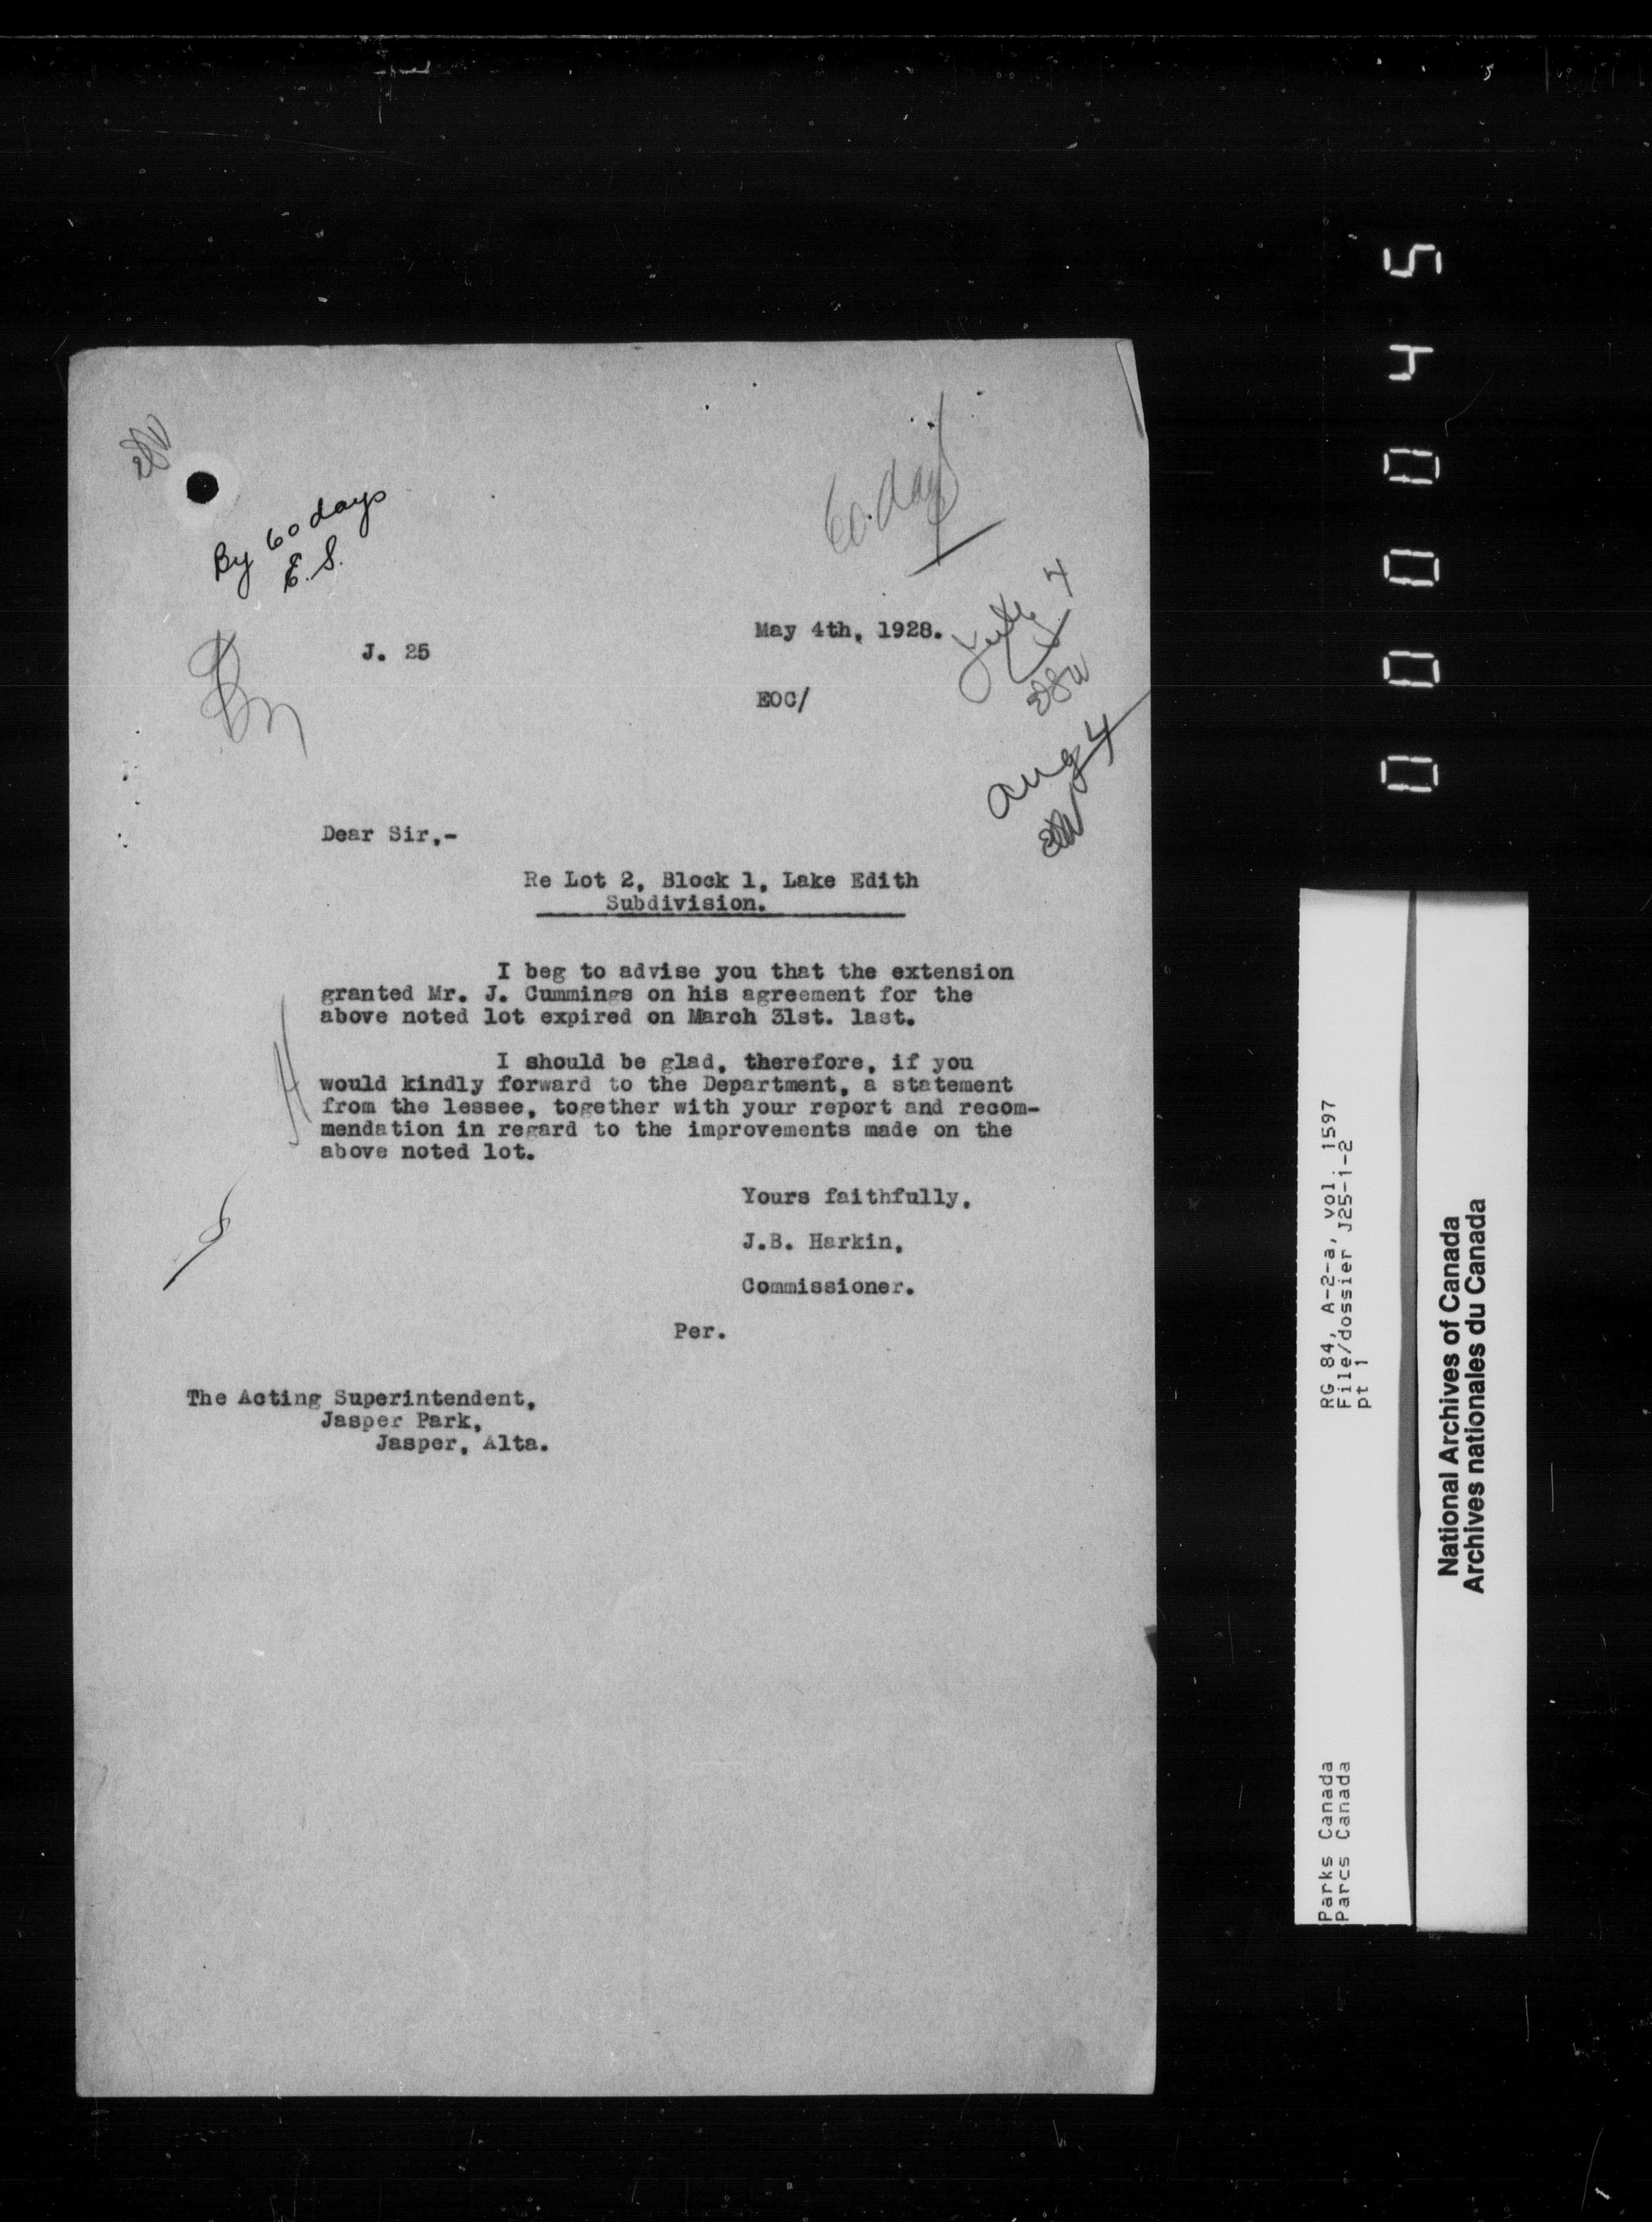 By 60 days
E. S.
60 days
J. 25
May 4th, 1928.
July 4
EOC/
Aug 4
Dear Sir,-
Re Lot 2, Block 1, Lake Edith
Subdivision.
I beg to advise you that the extension
granted Mr. J. Cummings on his agreement for the
above noted lot expired on March 31st. last.
I should be glad, therefore, if you
would kindly forward to the Department, a statement
from the lessee, together with your report and recom-
mendation in regard to the improvements made on the
above noted lot.
Yours faithfully,
J.B. Harkin,
Commissioner.
Per.
The Acting Superintendent,
Jasper Park,
Jasper, Alta.
000045
RG 84, A-2-a, vol. 1597
File/dossier J25-1-2
pt 1
Parks Canada
Parcs Canada
National Archives of Canada
Archives nationales du Canada